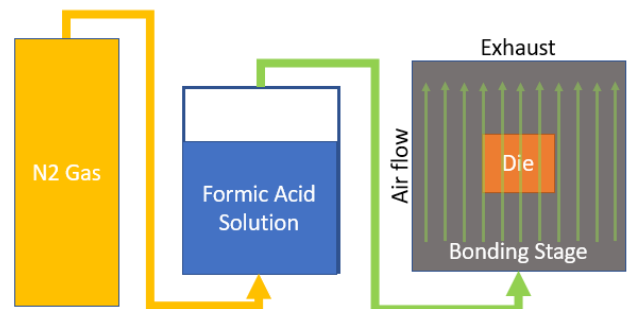 N2 Gas
Formic Acid
Solution
Exhaust
Air flow
Die
Bonding Stage